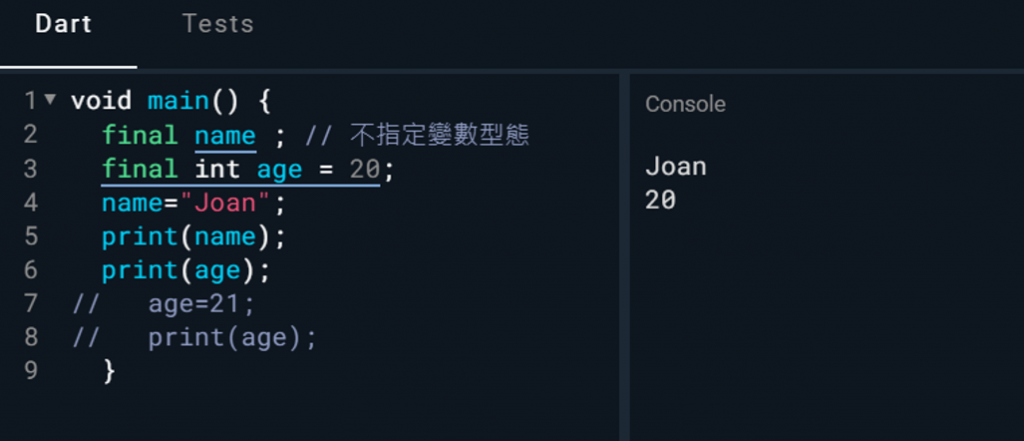 Dart Tests
1 void main() {
2 final name ; // 不指定變數型態
3 final int age = 20;
4 name="Joan";
5 print(name);
6 print(age);
7 // age=21;
8 // print(age);
9 }
Console
Joan
20